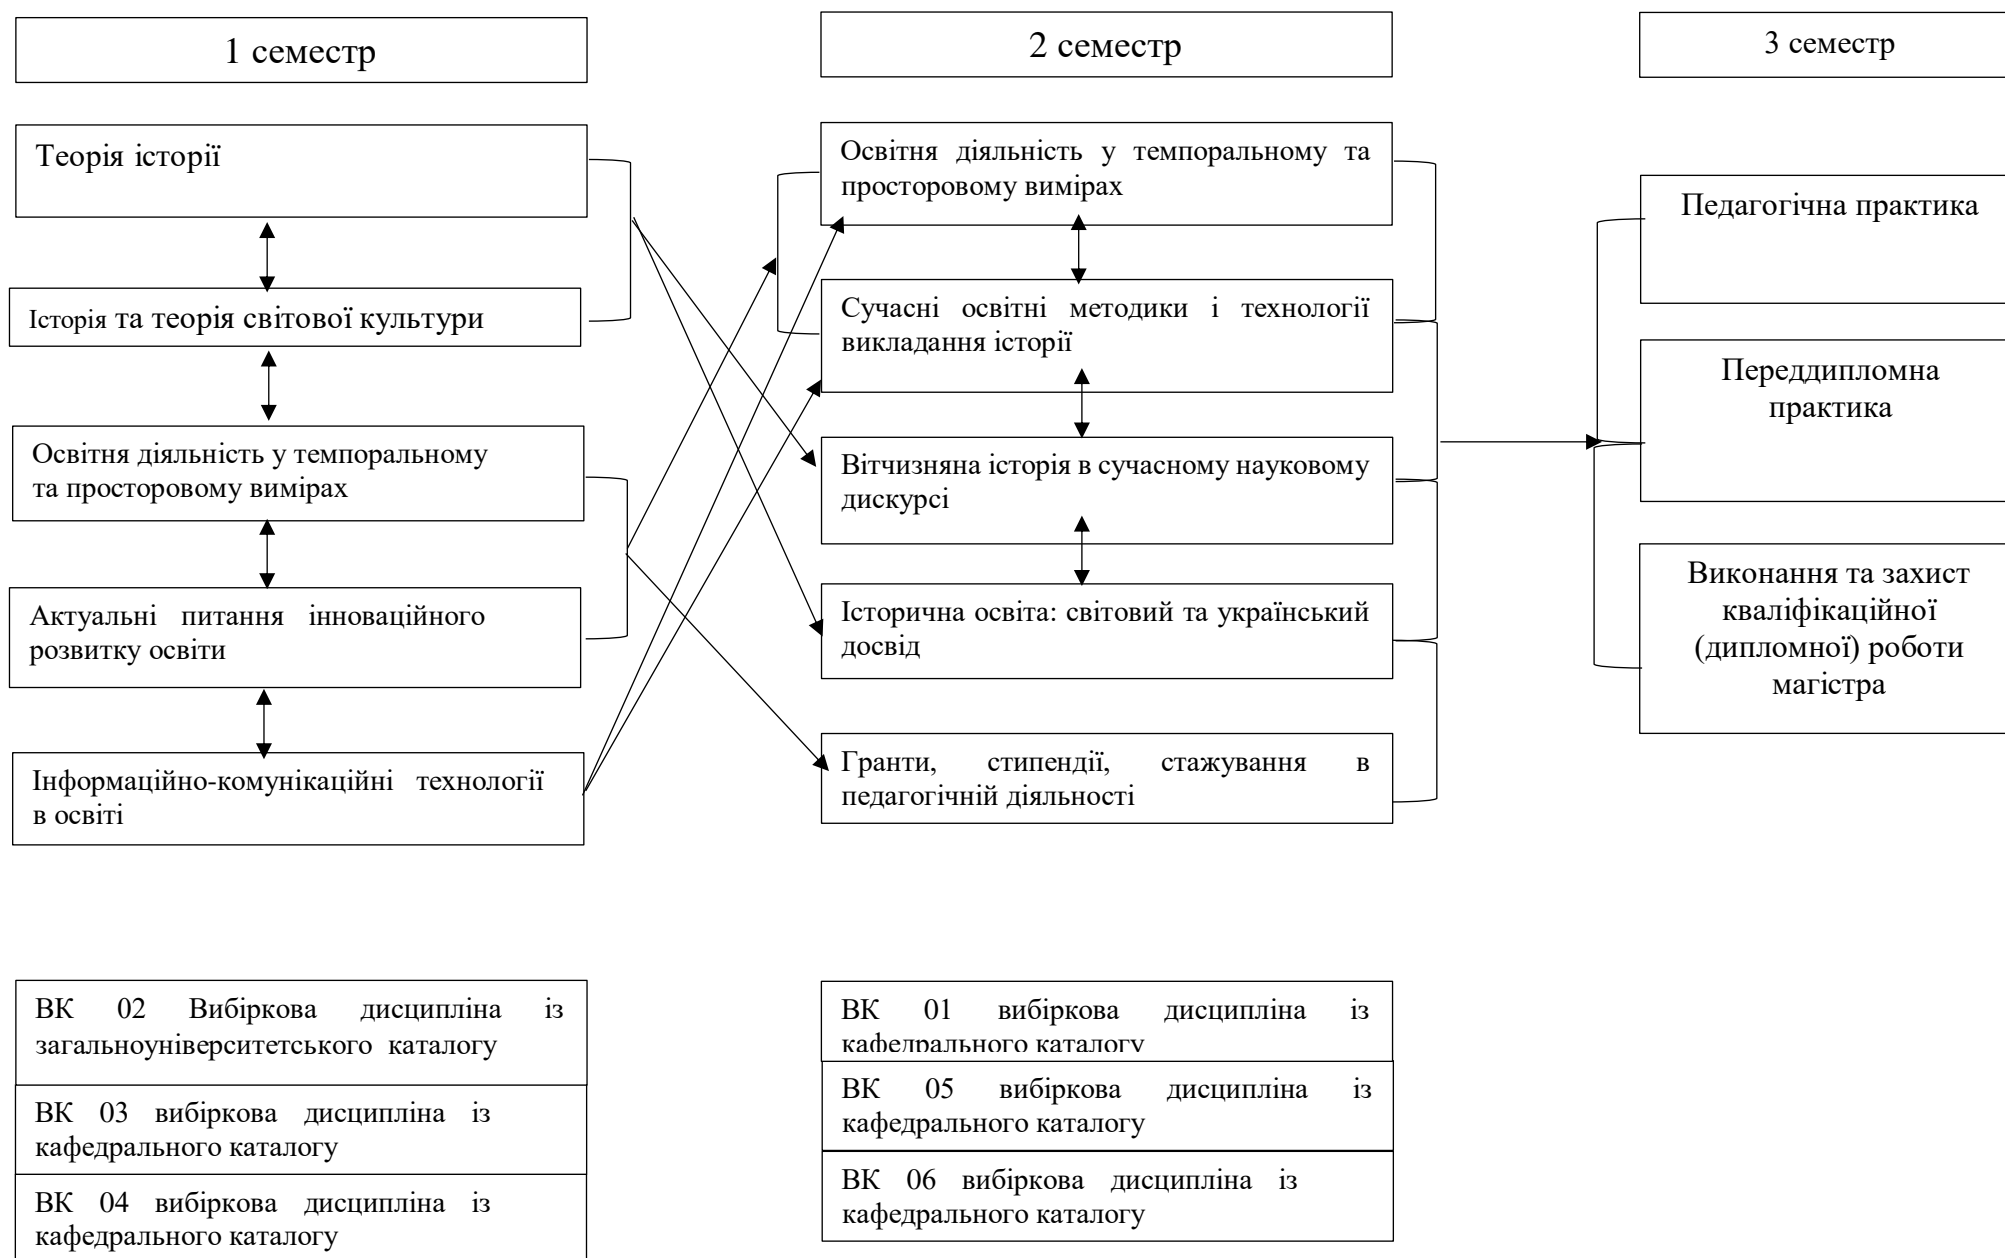 1 семестр
2 семестр
3 семестр
Теорія історії
Історія та теорія світової культури
Освітня діяльність у темпоральному
та просторовому вимірах
Актуальні питання інноваційного
розвитку освіти
Інформаційно-комунікаційні технології
в освіті
Освітня діяльність у темпоральному та
просторовому вимірах
Сучасні освітні методики і технології
викладання історії
Вітчизняна історія в сучасному науковому
дискурсі
Історична освіта: світовий та український
досвід
Гранти, стипендії, стажування в
педагогічній діяльності
Педагогічна практика
Переддипломна
практика
Виконання та захист
кваліфікаційної
(дипломної) роботи
магістра
ВК 02 Вибіркова дисципліна із
загальноуніверситетського каталогу
ВК 03 вибіркова дисципліна із
кафедрального каталогу
ВК 04 вибіркова дисципліна із
кафедрального каталогу
ВК 01 вибіркова дисципліна із
кафедрального каталогу
ВК 05 вибіркова дисципліна із
кафедрального каталогу
ВК 06 вибіркова дисципліна із
кафедрального каталогу